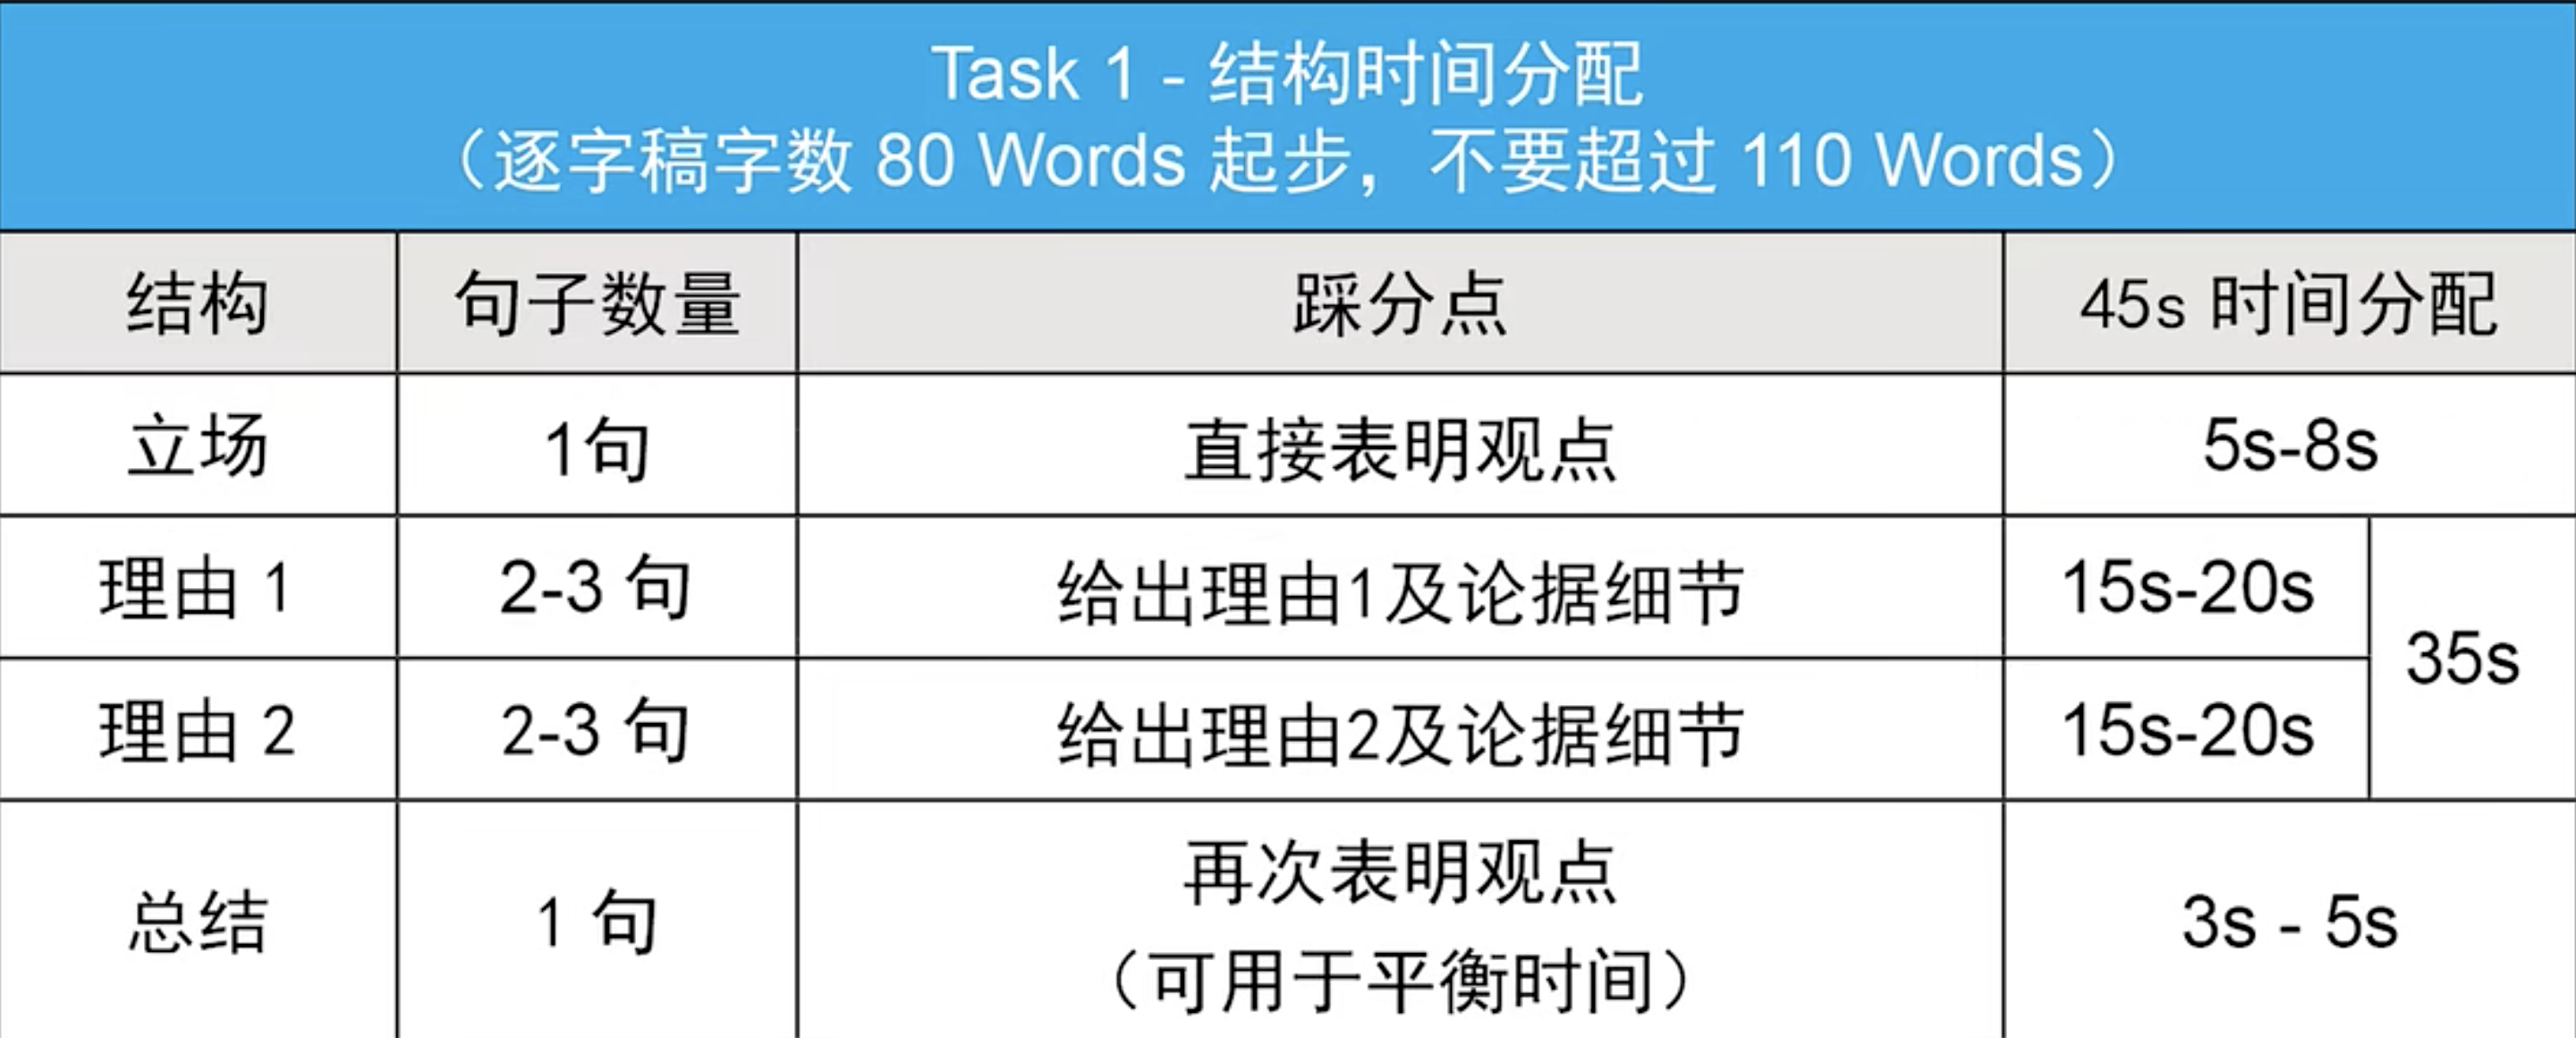 Task 1 - 结构时间分配
（逐字稿字数 80 Words 起步，不要超过 110 Words）
结构 句子数量 踩分点 45s 时间分配
立场 1句 直接表明观点 5s-8s
理由 1 2-3 句 给出理由1及论据细节 15s-20s
35s
理由 2 2-3 句 给出理由2及论据细节 15s-20s
总结 1 句 再次表明观点 3s - 5s
（可用于平衡时间）